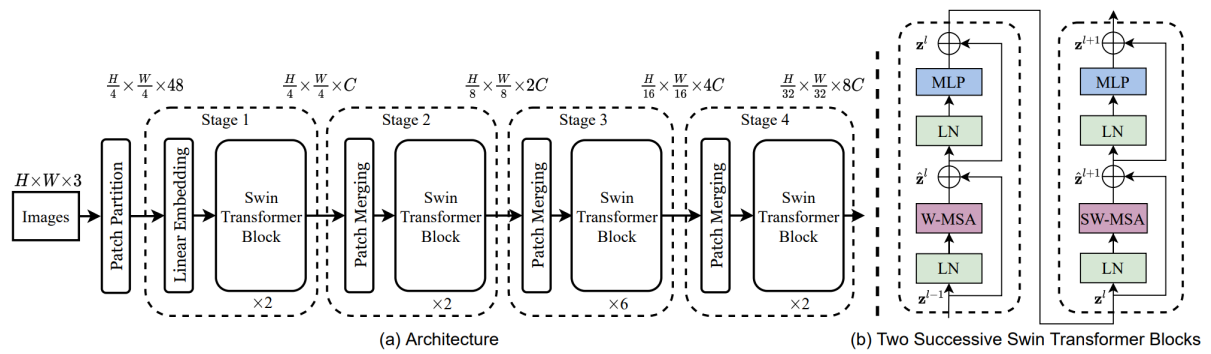 H×W×3
Images
Patch Partition
H/4 × W/4 × 48
Stage 1
Linear Embedding
Swin
Transformer
Block
×2
H/4 × W/4 × C
Stage 2
Patch Merging
Swin
Transformer
Block
×2
H/8 × W/8 × 2C
Stage 3
Patch Merging
Swin
Transformer
Block
×6
H/16 × W/16 × 4C
Stage 4
Patch Merging
Swin
Transformer
Block
×2
H/32 × W/32 × 8C
(a) Architecture
z^l
MLP
LN
ẑ^l
W-MSA
LN
z^{l−1}
z^{l+1}
MLP
LN
ẑ^{l+1}
SW-MSA
LN
z^l
(b) Two Successive Swin Transformer Blocks